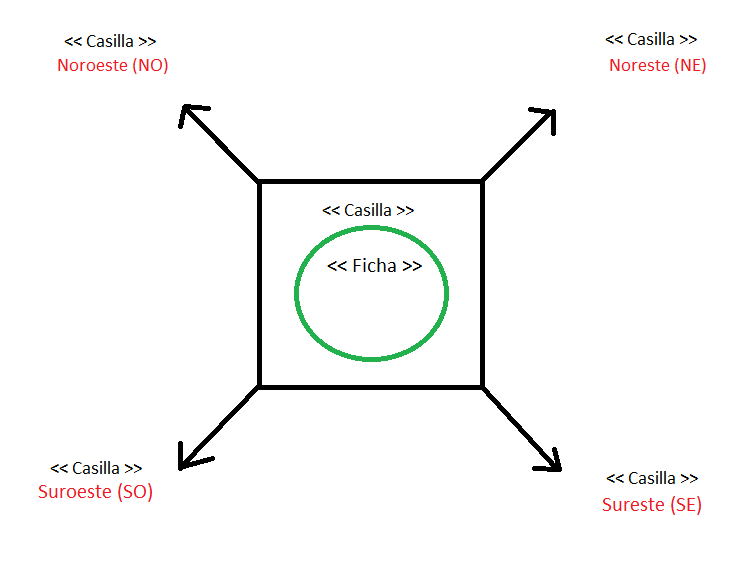 << Casilla >>
Noroeste (NO)
<< Casilla >>
Noreste (NE)
<< Casilla >>
<< Ficha >>
<< Casilla >>
Suroeste (SO)
<< Casilla >>
Sureste (SE)